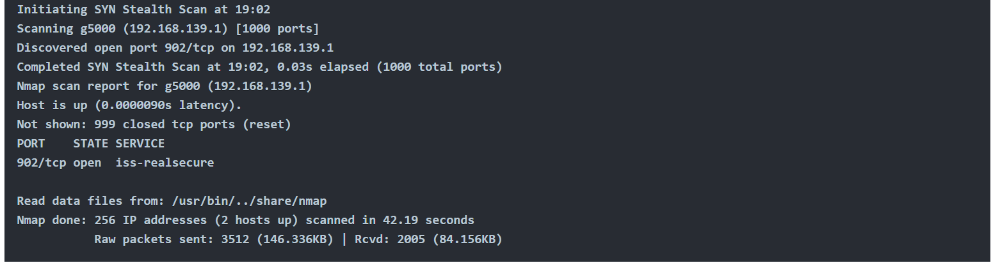 Initiating SYN Stealth Scan at 19:02
Scanning g5000 (192.168.139.1) [1000 ports]
Discovered open port 902/tcp on 192.168.139.1
Completed SYN Stealth Scan at 19:02, 0.03s elapsed (1000 total ports)
Nmap scan report for g5000 (192.168.139.1)
Host is up (0.0000090s latency).
Not shown: 999 closed tcp ports (reset)
PORT    STATE SERVICE
902/tcp open  iss-realsecure

Read data files from: /usr/bin/../share/nmap
Nmap done: 256 IP addresses (2 hosts up) scanned in 42.19 seconds
           Raw packets sent: 3512 (146.336KB) | Rcvd: 2005 (84.156KB)